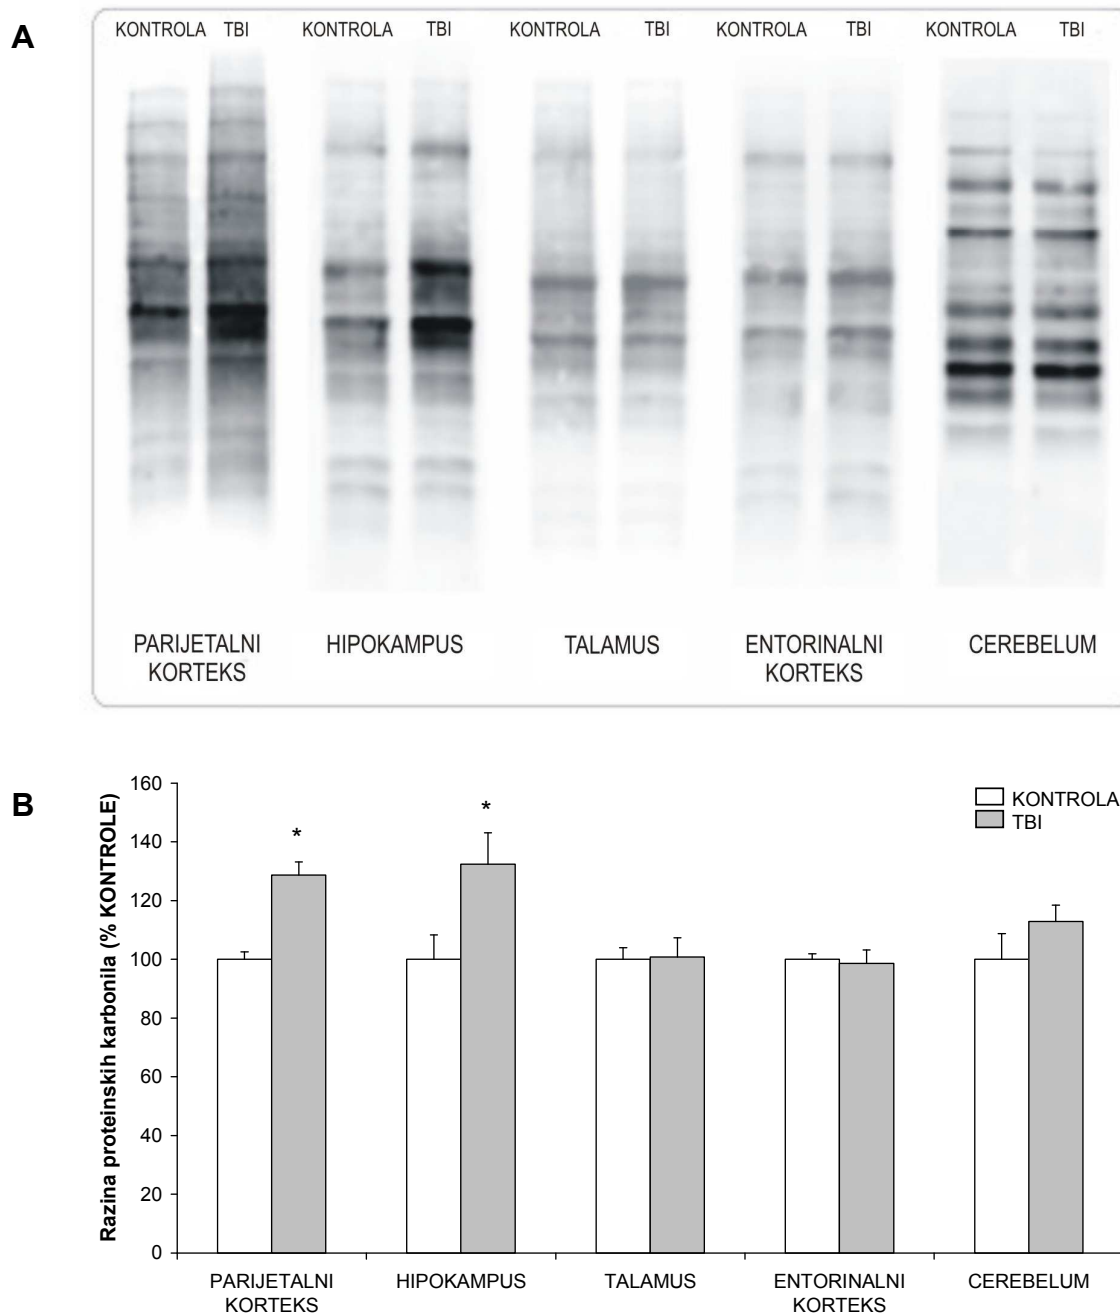 A
KONTROLA TBI KONTROLA TBI KONTROLA TBI KONTROLA TBI KONTROLA TBI
PARIJETALNI KORTEKS
HIPOKAMPUS
TALAMUS
ENTORINALNI KORTEKS
CEREBELUM
B
Razina proteinskih karbonila (% KONTROLE)
160
140
120
100
80
60
40
20
0
*
*
KONTROLA
TBI
PARIJETALNI
KORTEKS
HIPOKAMPUS
TALAMUS
ENTORINALNI
KORTEKS
CEREBELUM